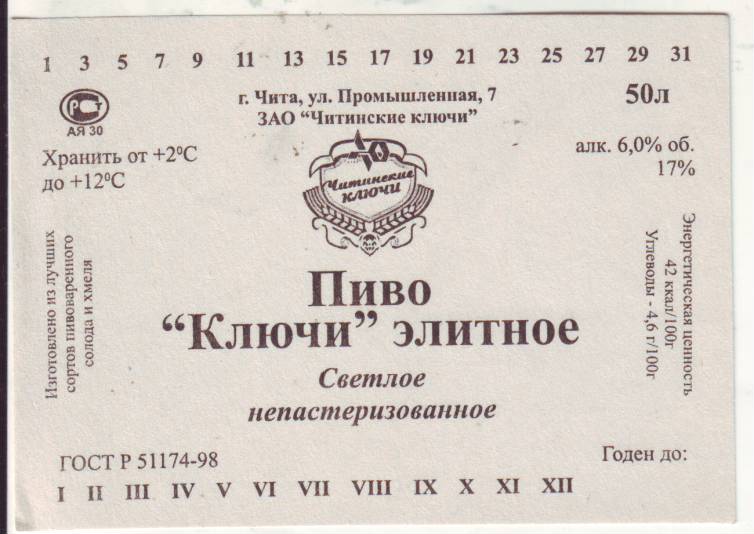 1 3 5 7 9 11 13 15 17 19 21 23 25 27 29 31
РСТ
АЯ 30
г. Чита, ул. Промышленная, 7
ЗАО “Читинские ключи”
50л
Хранить от +2⁰С
до +12⁰С
алк. 6,0% об.
17%
Читинские
ключи
Изготовлено из лучших
сортов пивоваренного
солода и хмеля
Энергетическая ценность
42 ккал/100г
Углеводы - 4,6 г/100г
Пиво
“Ключи” элитное
Светлое
непастеризованное
ГОСТ Р 51174-98
Годен до:
I II III IV V VI VII VIII IX X XI XII